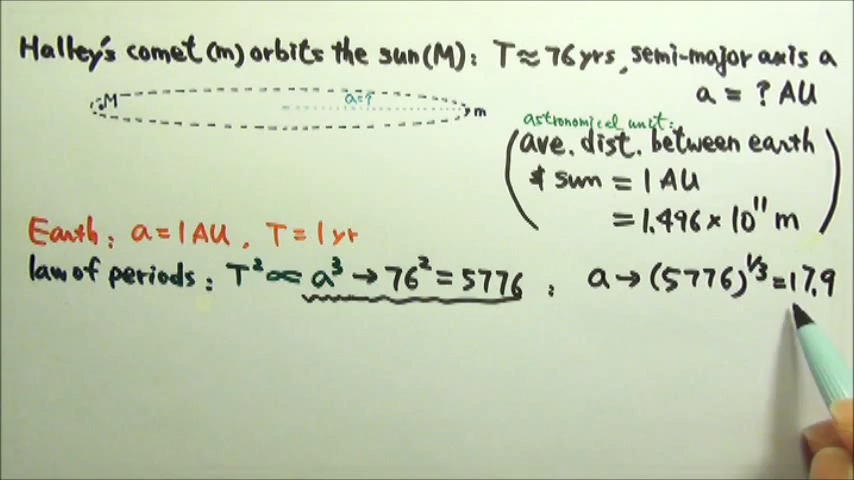 Halley's comet (m) orbits the sun (M): T ≈ 76 yrs, semi-major axis a
a = ? AU
M a=? m
astronomical unit:
(ave. dist. between earth
& sun = 1 AU
= 1.496 × 10¹¹ m)
Earth: a = 1 AU, T = 1 yr
law of periods: T² ∝ a³ → 76² = 5776 : a → (5776)^1/3 = 17.9